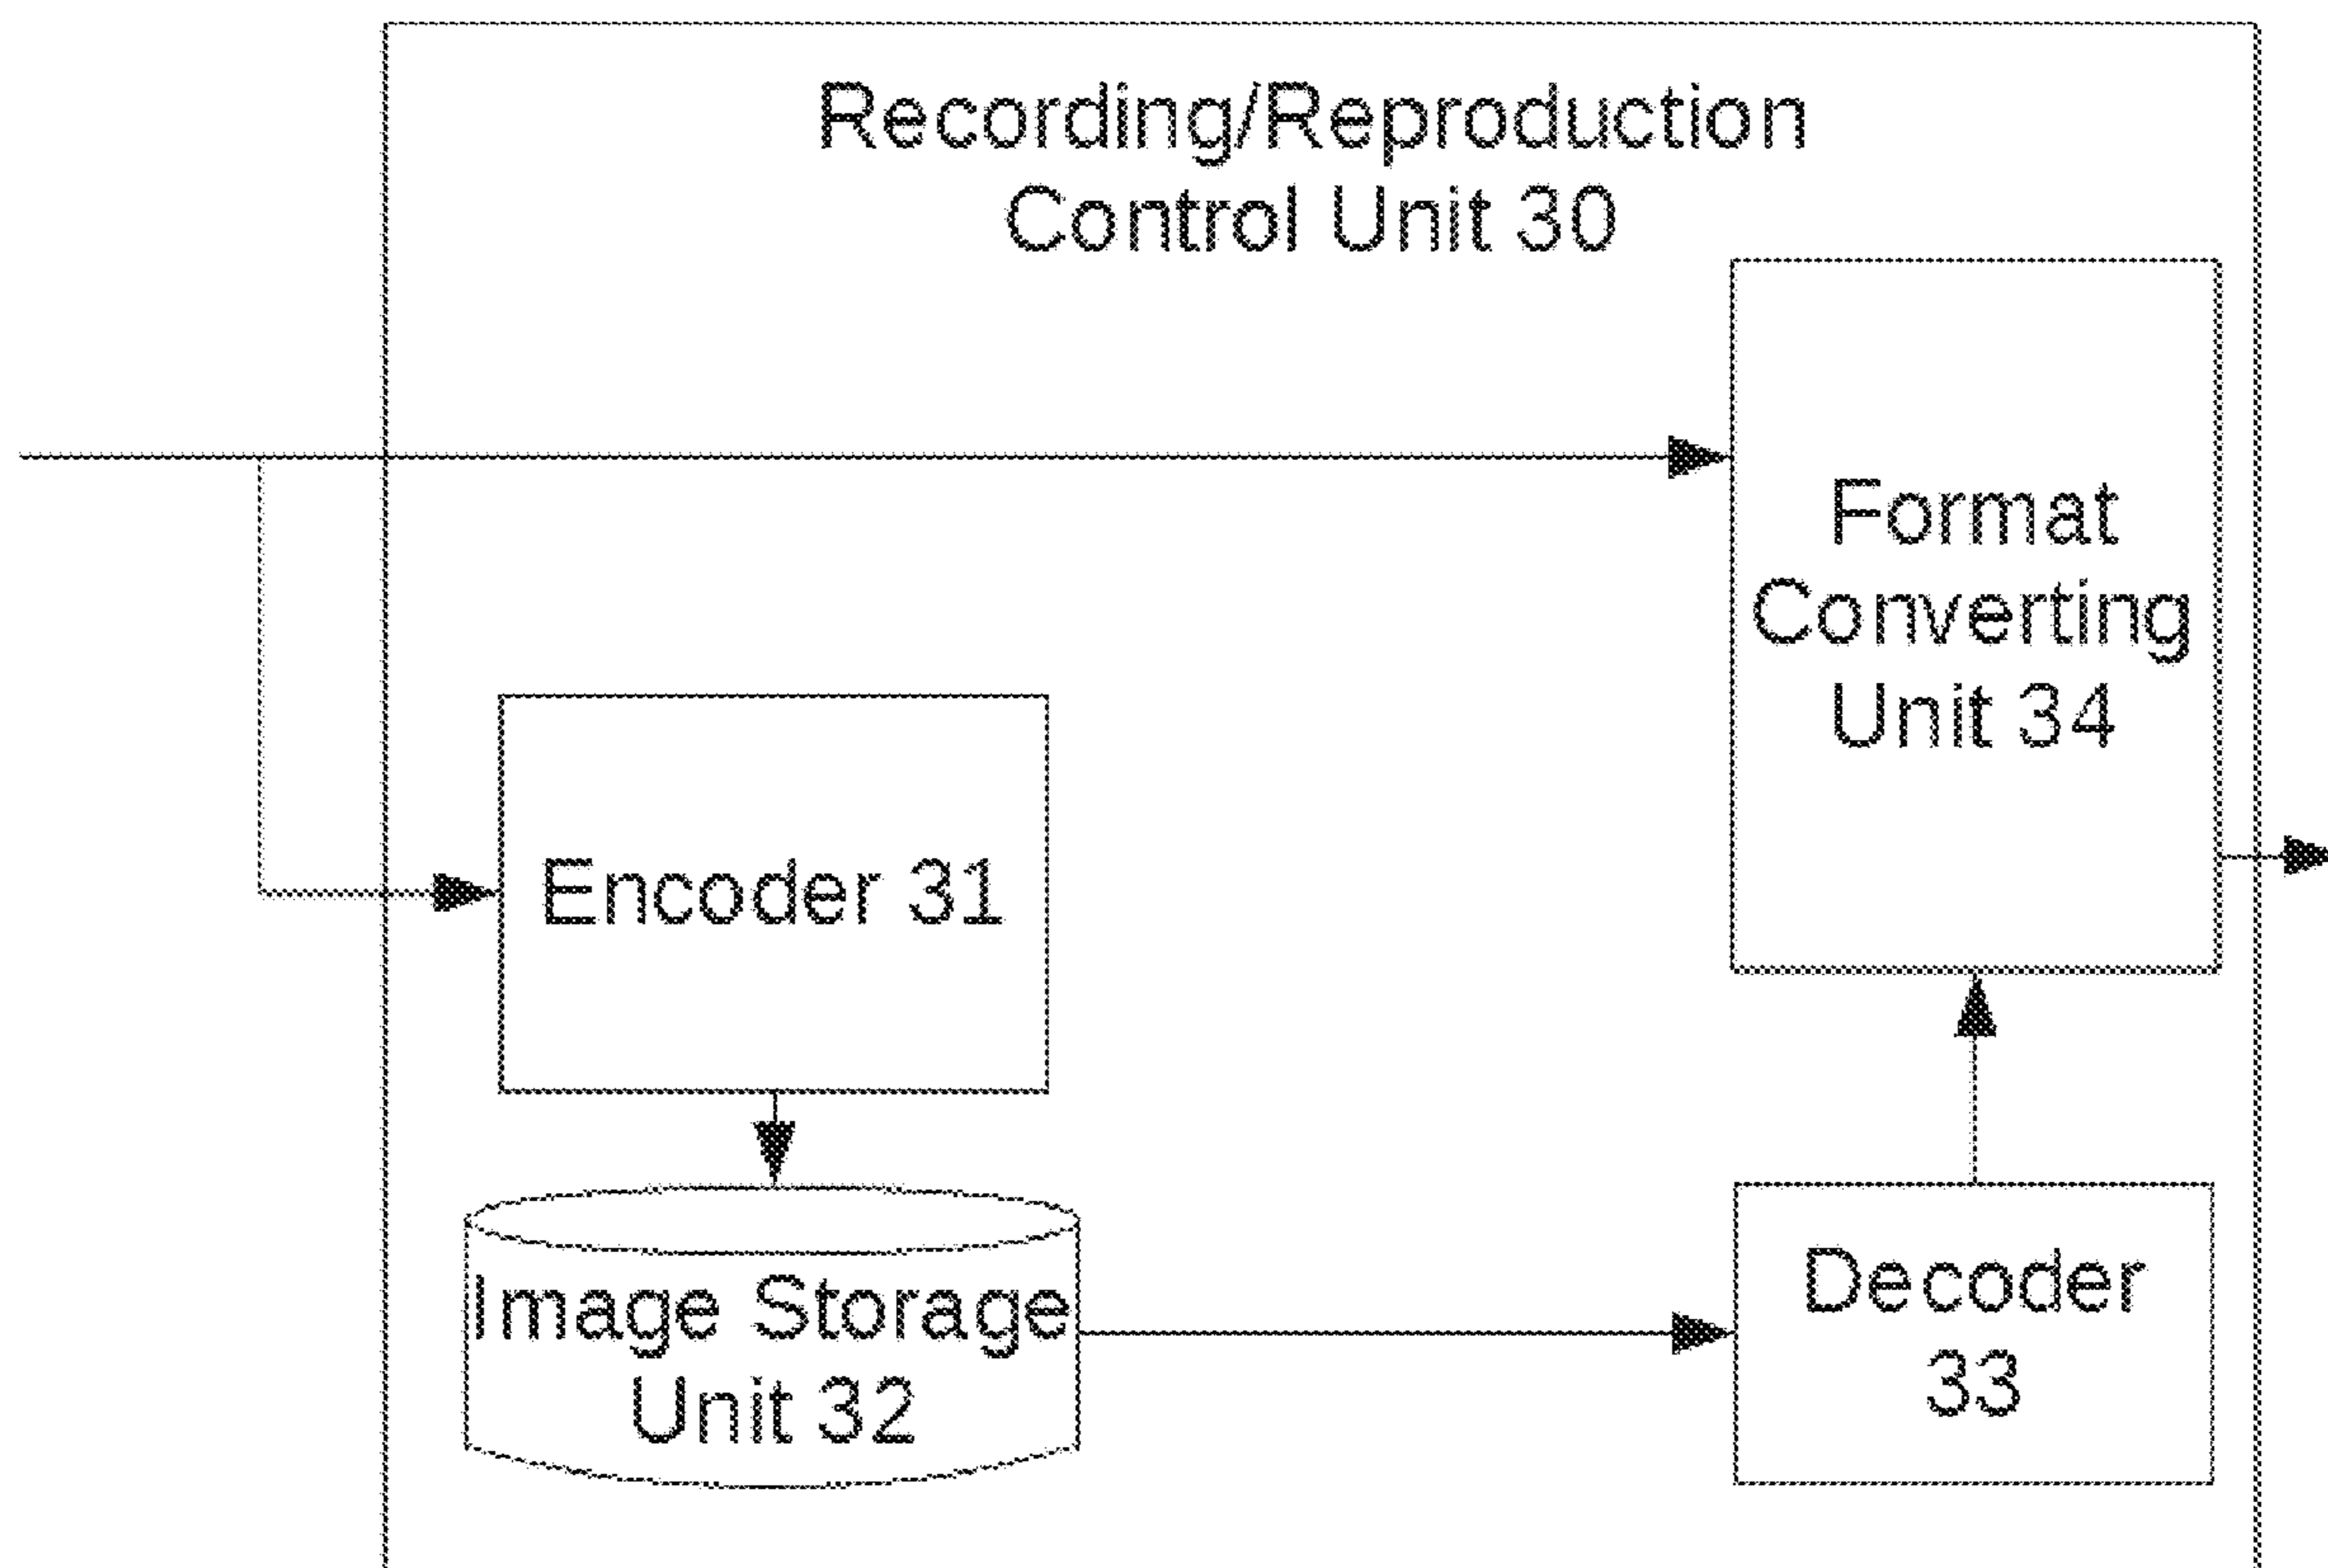 Recording/Reproduction
Control Unit 30
Format
Converting
Unit 34
Encoder 31
Image Storage
Unit 32
Decoder
33